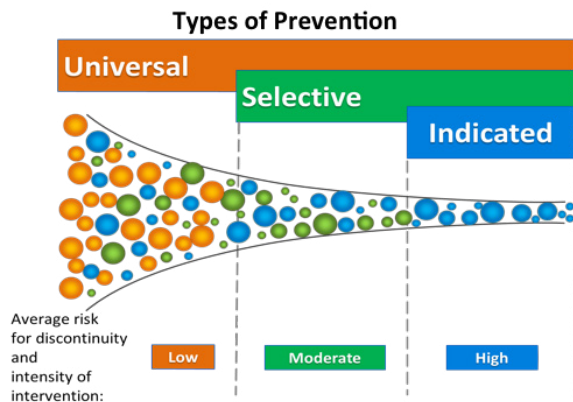 Types of Prevention
Universal
Selective
Indicated
Average risk
for discontinuity
and
intensity of
intervention:
Low
Moderate
High